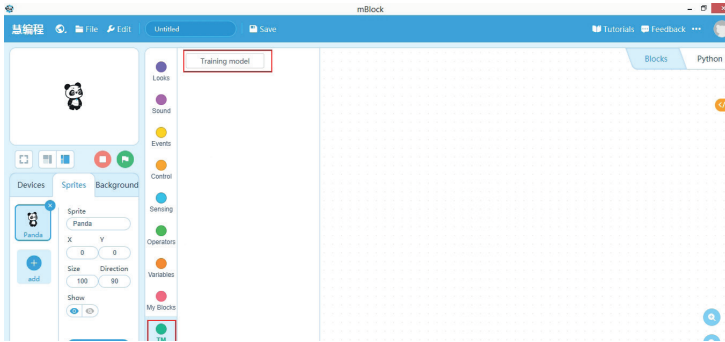 mBlock
慧编程 File Edit Untitled Save Tutorials Feedback
Training model
Blocks Python
Looks
Sound
Events
Control
Sensing
Operators
Variables
My Blocks
TM
Devices Sprites Background
Panda
add
Sprite
Panda
X Y
0 0
Size Direction
100 90
Show